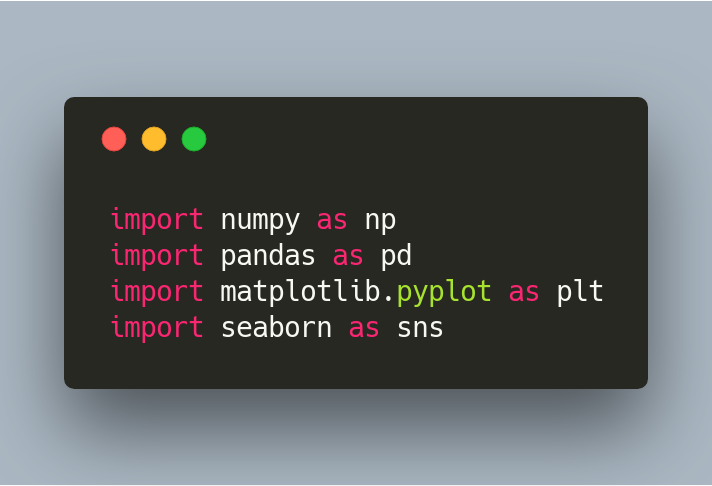 import numpy as np
import pandas as pd
import matplotlib.pyplot as plt
import seaborn as sns